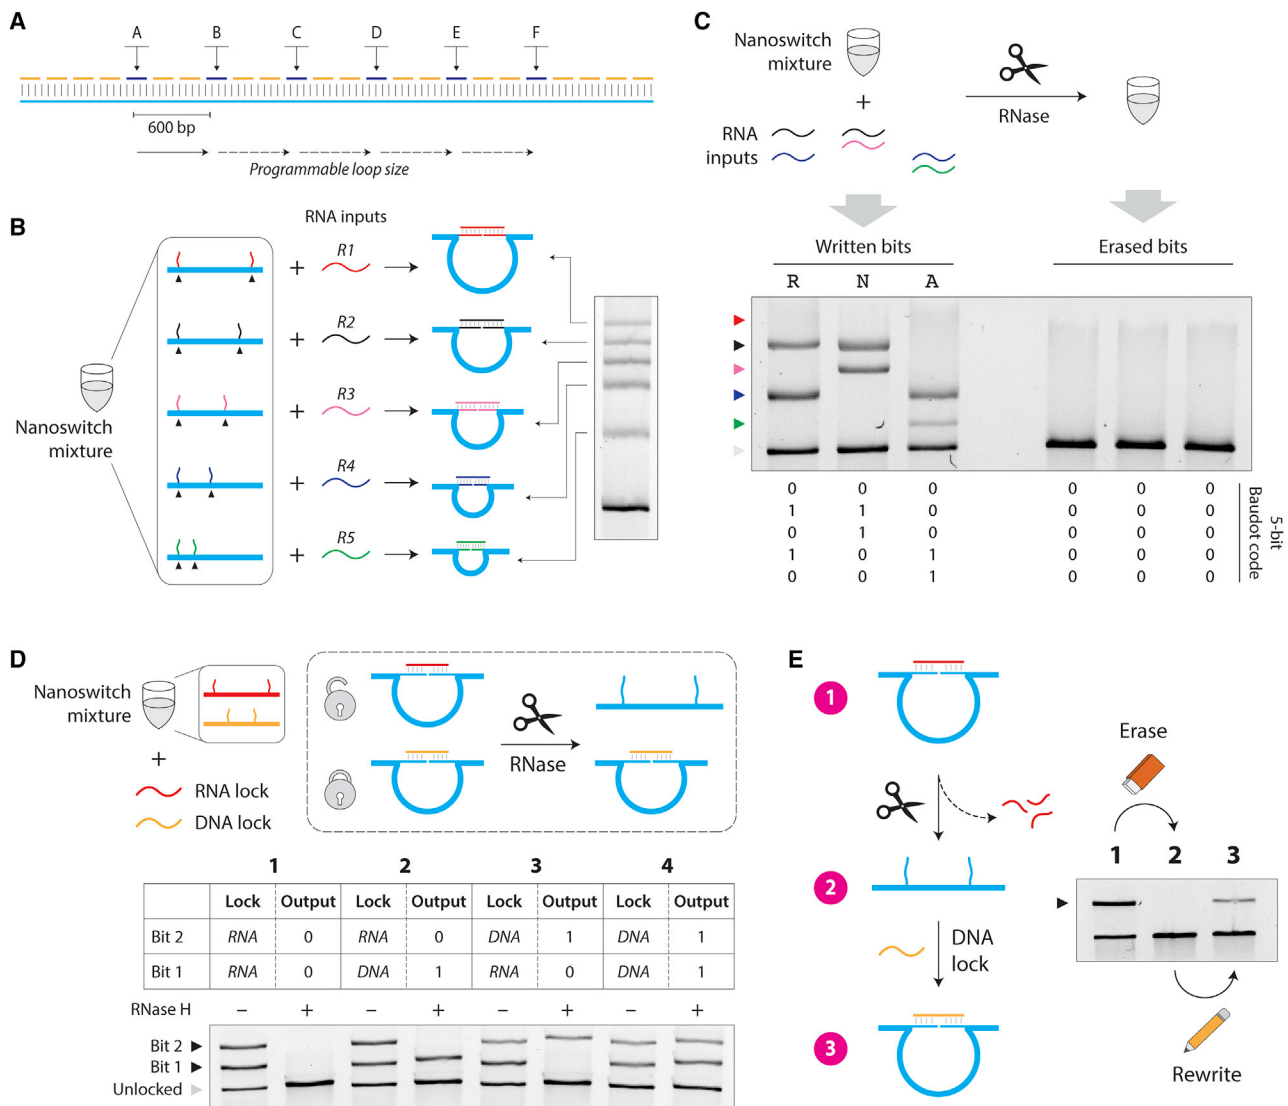 A
A B C D E F
600 bp
Programmable loop size
B
RNA inputs
Nanoswitch
mixture
+ R1
+ R2
+ R3
+ R4
+ R5
C
Nanoswitch
mixture
+
RNA
inputs
RNase
Written bits
Erased bits
R N A
0 0 0 0 0 0
1 1 0 0 0 0
0 1 0 0 0 0
1 0 1 0 0 0
0 0 1 0 0 0
5-bit
Baudot code
D
Nanoswitch
mixture
+
RNA lock
DNA lock
RNase
1 2 3 4
Lock Output Lock Output Lock Output Lock Output
Bit 2 RNA 0 RNA 0 DNA 1 DNA 1
Bit 1 RNA 0 DNA 1 RNA 0 DNA 1
RNase H – + – + – + – +
Bit 2
Bit 1
Unlocked
E
1
2
DNA
lock
3
Erase
1 2 3
Rewrite